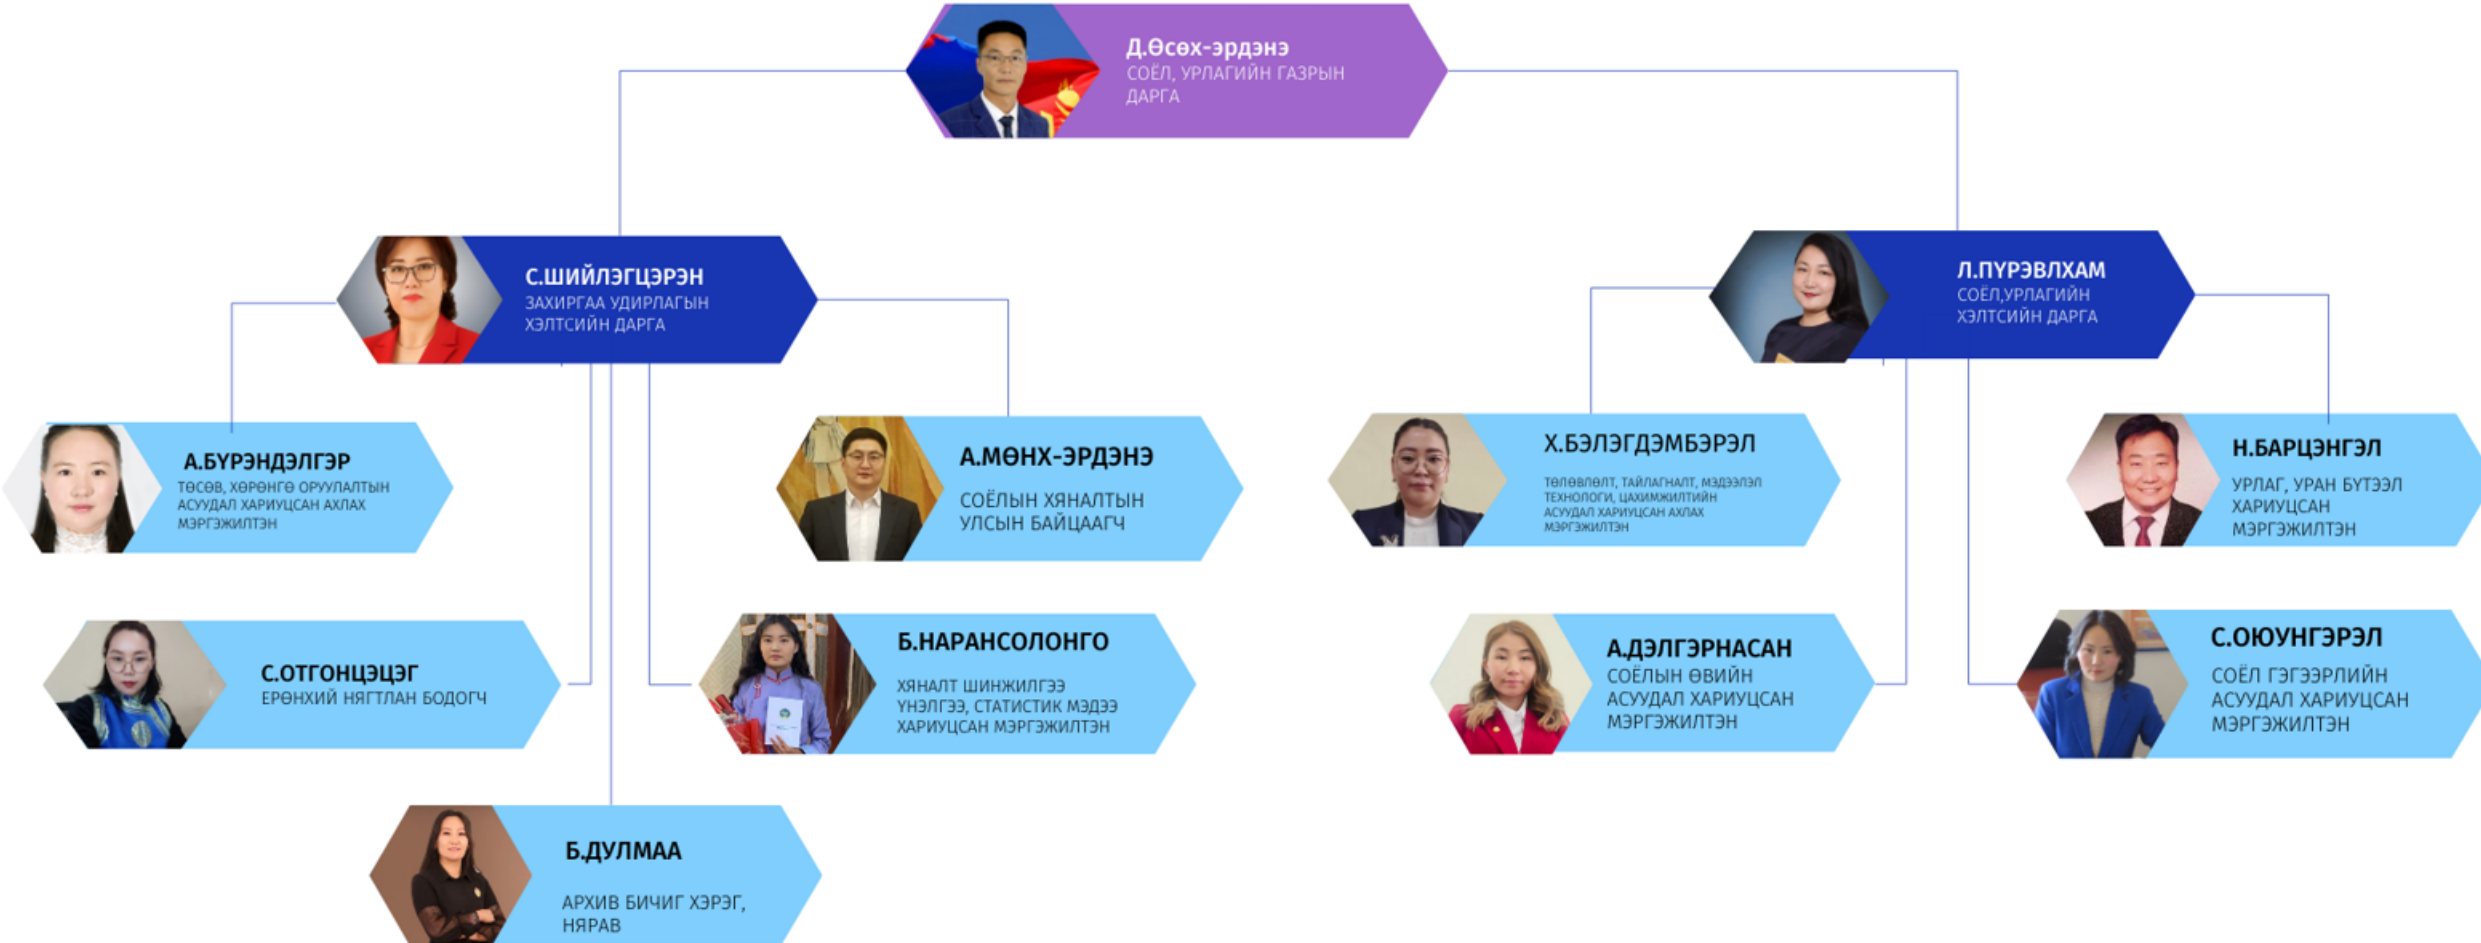 Д.Өсөх-эрдэнэ
СОЁЛ, УРЛАГИЙН ГАЗРЫН
ДАРГА
С.ШИЙЛЭГЦЭРЭН
ЗАХИРГАА УДИРЛАГЫН
ХЭЛТСИЙН ДАРГА
Л.ПҮРЭВЛХАМ
СОЁЛ,УРЛАГИЙН
ХЭЛТСИЙН ДАРГА
А.БҮРЭНДЭЛГЭР
ТӨСӨВ, ХӨРӨНГӨ ОРУУЛАЛТЫН
АСУУДАЛ ХАРИУЦСАН АХЛАХ
МЭРГЭЖИЛТЭН
А.МӨНХ-ЭРДЭНЭ
СОЁЛЫН ХЯНАЛТЫН
УЛСЫН БАЙЦААГЧ
Х.БЭЛЭГДЭМБЭРЭЛ
ТӨЛӨВЛӨЛТ, ТАЙЛАГНАЛТ, МЭДЭЭЛЭЛ
ТЕХНОЛОГИ, ЦАХИМЖИЛТИЙН
АСУУДАЛ ХАРИУЦСАН АХЛАХ
МЭРГЭЖИЛТЭН
Н.БАРЦЭНГЭЛ
УРЛАГ, УРАН БҮТЭЭЛ
ХАРИУЦСАН
МЭРГЭЖИЛТЭН
С.ОТГОНЦЭЦЭГ
ЕРӨНХИЙ НЯГТЛАН БОДОГЧ
Б.НАРАНСОЛОНГО
ХЯНАЛТ ШИНЖИЛГЭЭ
ҮНЭЛГЭЭ, СТАТИСТИК МЭДЭЭ
ХАРИУЦСАН МЭРГЭЖИЛТЭН
А.ДЭЛГЭРНАСАН
СОЁЛЫН ӨВИЙН
АСУУДАЛ ХАРИУЦСАН
МЭРГЭЖИЛТЭН
С.ОЮУНГЭРЭЛ
СОЁЛ ГЭГЭЭРЛИЙН
АСУУДАЛ ХАРИУЦСАН
МЭРГЭЖИЛТЭН
Б.ДУЛМАА
АРХИВ БИЧИГ ХЭРЭГ,
НЯРАВ